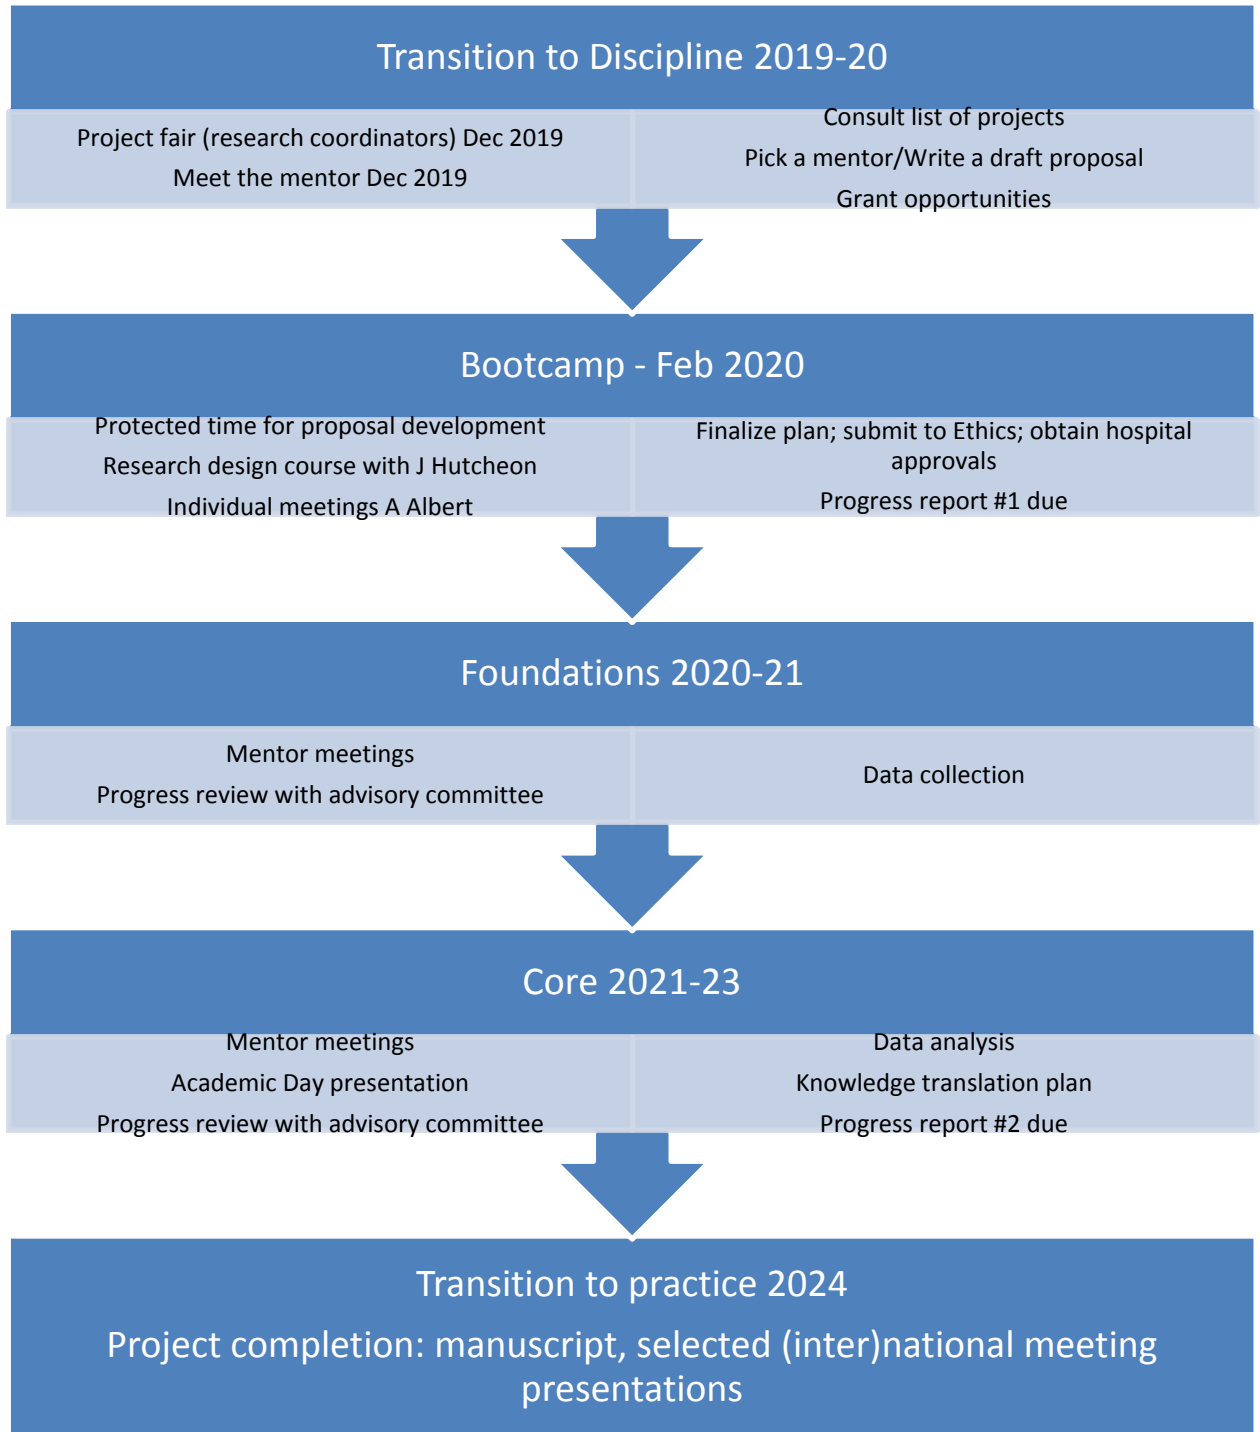 Transition to Discipline 2019-20
Project fair (research coordinators) Dec 2019
Meet the mentor Dec 2019
Consult list of projects
Pick a mentor/Write a draft proposal
Grant opportunities
Bootcamp - Feb 2020
Protected time for proposal development
Research design course with J Hutcheon
Individual meetings A Albert
Finalize plan; submit to Ethics; obtain hospital
approvals
Progress report #1 due
Foundations 2020-21
Mentor meetings
Progress review with advisory committee
Data collection
Core 2021-23
Mentor meetings
Academic Day presentation
Progress review with advisory committee
Data analysis
Knowledge translation plan
Progress report #2 due
Transition to practice 2024
Project completion: manuscript, selected (inter)national meeting
presentations